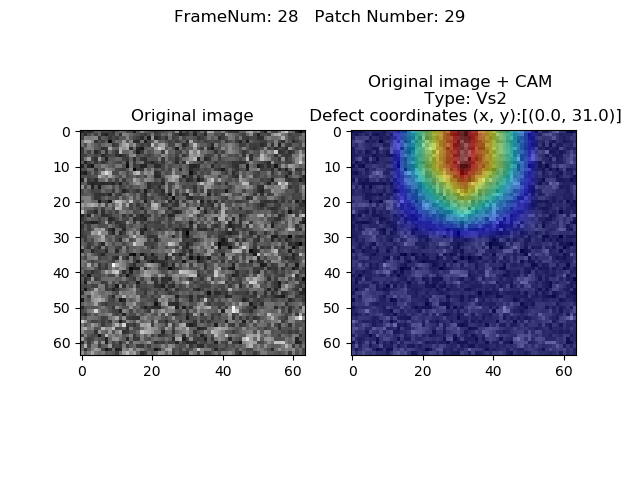 FrameNum: 28   Patch Number: 29
Original image + CAM
Type: Vs2
Original image
Defect coordinates (x, y):[(0.0, 31.0)]
0
10
20
30
40
50
60
0 20 40 60
0
10
20
30
40
50
60
0 20 40 60